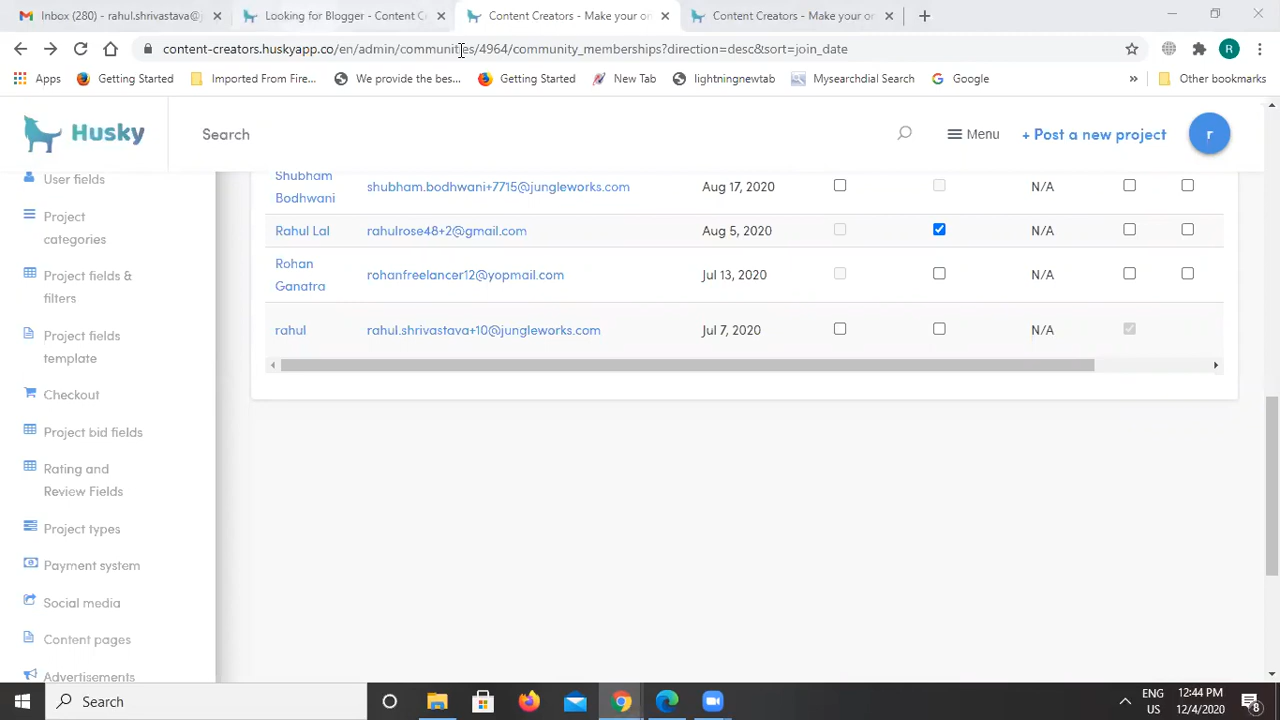 Inbox (280) - rahul.shrivastava@
Looking for Blogger - Content C
Content Creators - Make your on
Content Creators - Make your on
content-creators.huskyapp.co/en/admin/communities/4964/community_memberships?direction=desc&sort=join_date
R
Apps
Getting Started
Imported From Fire...
We provide the bes...
Getting Started
New Tab
lightningnewtab
Mysearchdial Search
Google
Other bookmarks
Husky
Search
Menu
+ Post a new project
r
User fields
Project
categories
Project fields &
filters
Project fields
template
Checkout
Project bid fields
Rating and
Review Fields
Project types
Payment system
Social media
Content pages
Advertisements
Shubham
Bodhwani
shubham.bodhwani+7715@jungleworks.com
Aug 17, 2020
N/A
Rahul Lal
rahulrose48+2@gmail.com
Aug 5, 2020
N/A
Rohan
Ganatra
rohanfreelancer12@yopmail.com
Jul 13, 2020
N/A
rahul
rahul.shrivastava+10@jungleworks.com
Jul 7, 2020
N/A
Search
ENG
US
12:44 PM
12/4/2020
8